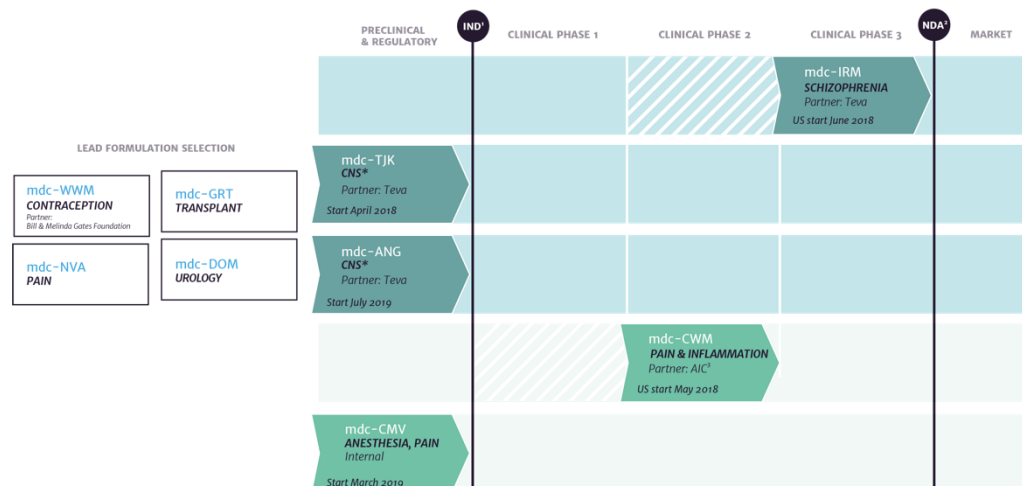 PRECLINICAL
& REGULATORY
IND¹
CLINICAL PHASE 1
CLINICAL PHASE 2
CLINICAL PHASE 3
NDA²
MARKET
mdc-IRM
SCHIZOPHRENIA
Partner: Teva
US start June 2018
LEAD FORMULATION SELECTION
mdc-WWM
CONTRACEPTION
Partner:
Bill & Melinda Gates Foundation
mdc-GRT
TRANSPLANT
mdc-NVA
PAIN
mdc-DOM
UROLOGY
mdc-TJK
CNS*
Partner: Teva
Start April 2018
mdc-ANG
CNS*
Partner: Teva
Start July 2019
mdc-CWM
PAIN & INFLAMMATION
Partner: AIC³
US start May 2018
mdc-CMV
ANESTHESIA, PAIN
Internal
Start March 2019